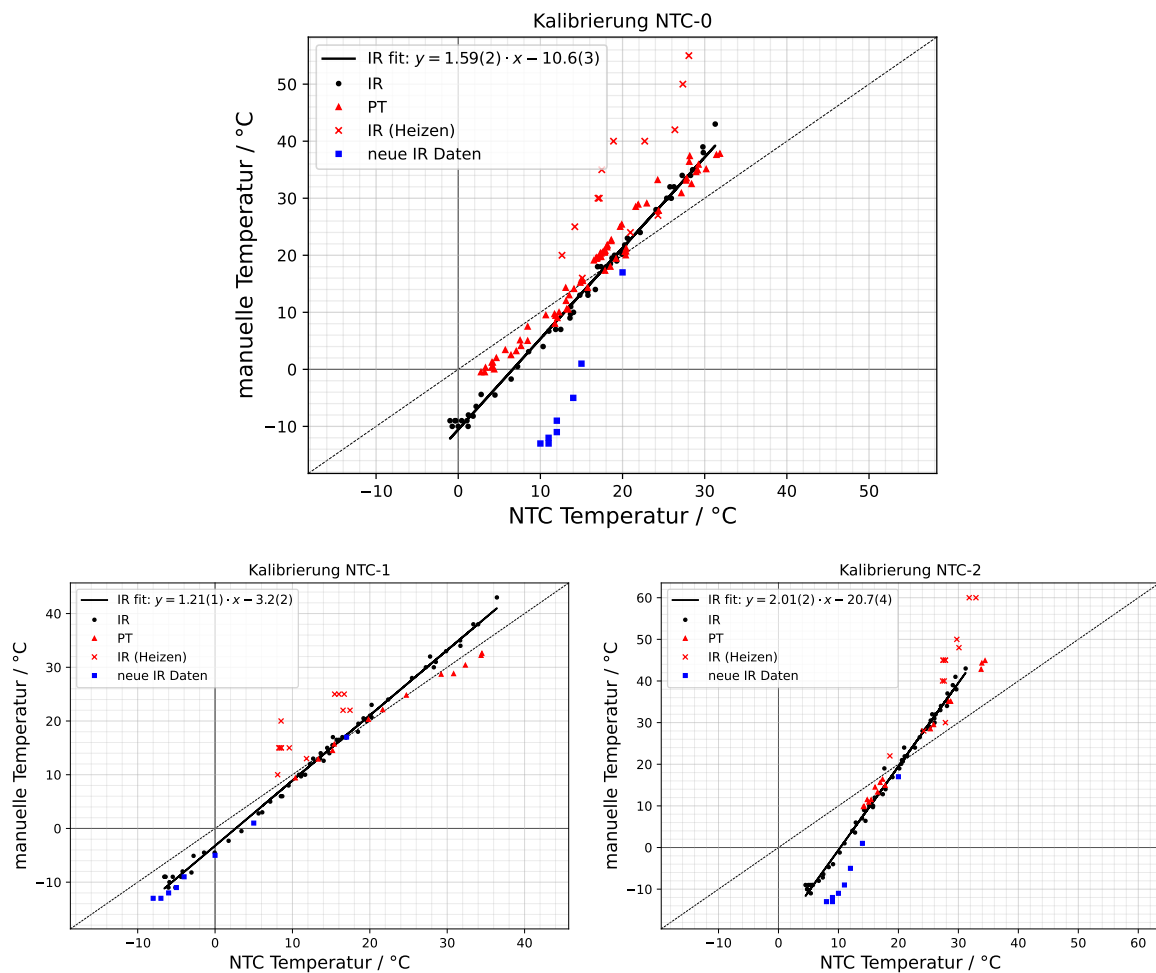 Kalibrierung NTC-0
IR fit: y = 1.59(2) · x − 10.6(3)
IR
PT
IR (Heizen)
neue IR Daten
manuelle Temperatur / °C
50
40
30
20
10
0
−10
−10 0 10 20 30 40 50
NTC Temperatur / °C
Kalibrierung NTC-1
IR fit: y = 1.21(1) · x − 3.2(2)
IR
PT
IR (Heizen)
neue IR Daten
manuelle Temperatur / °C
40
30
20
10
0
−10
−10 0 10 20 30 40
NTC Temperatur / °C
Kalibrierung NTC-2
IR fit: y = 2.01(2) · x − 20.7(4)
IR
PT
IR (Heizen)
neue IR Daten
manuelle Temperatur / °C
60
50
40
30
20
10
0
−10
−10 0 10 20 30 40 50 60
NTC Temperatur / °C